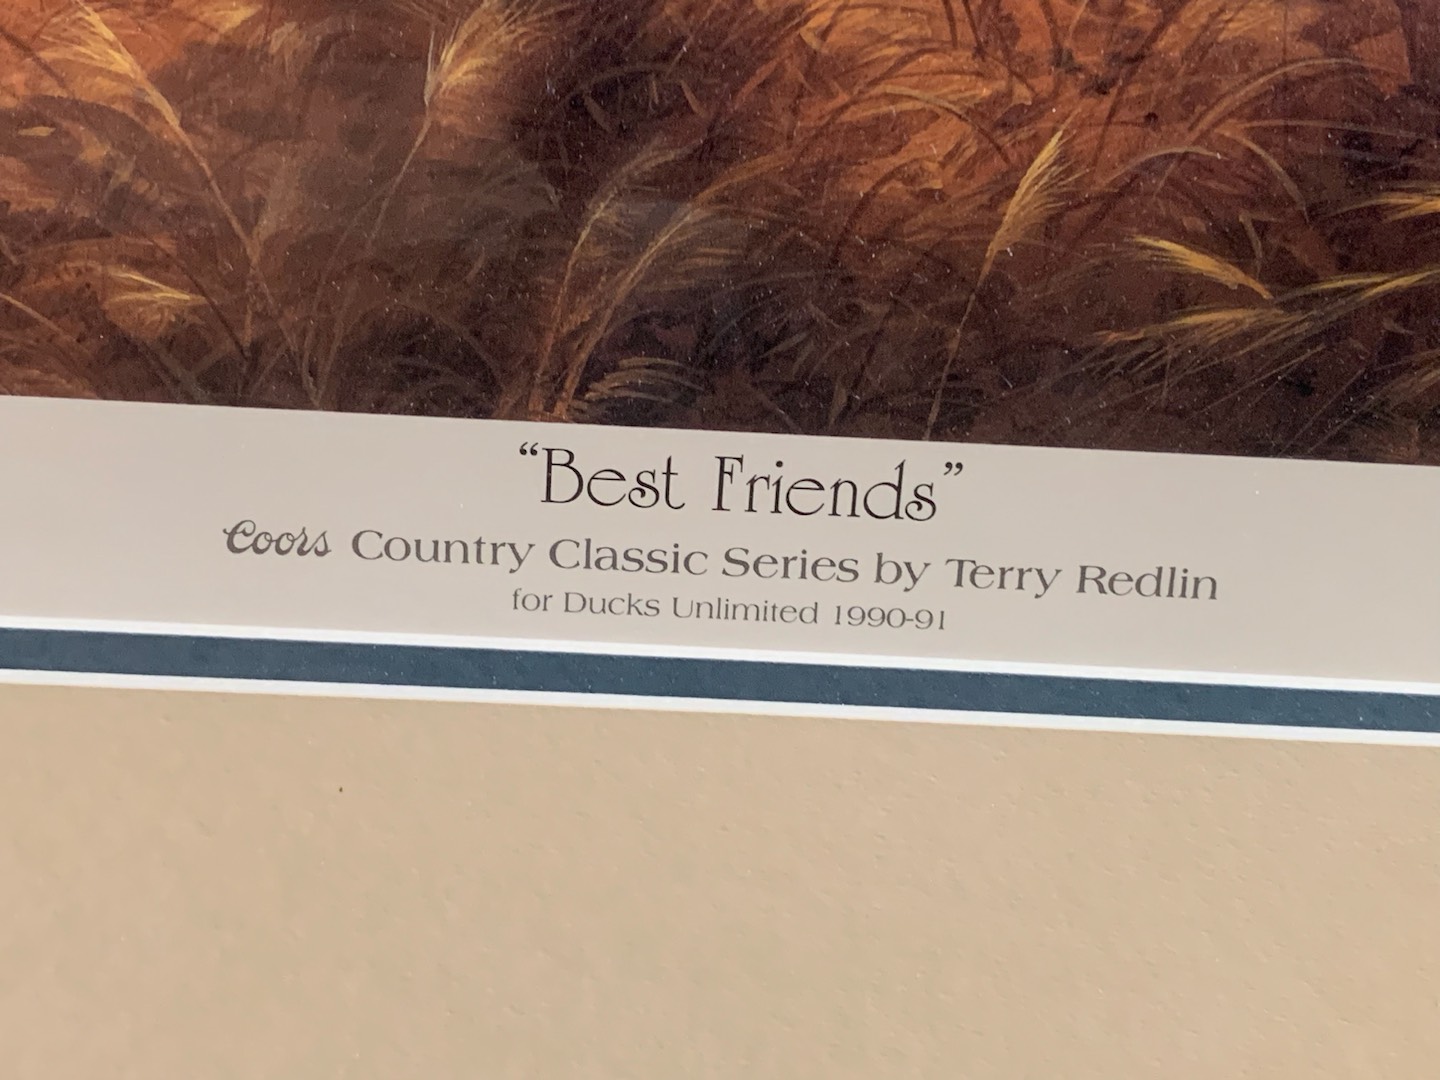 “Best Friends”
Coors Country Classic Series by Terry Redlin
for Ducks Unlimited 1990-91